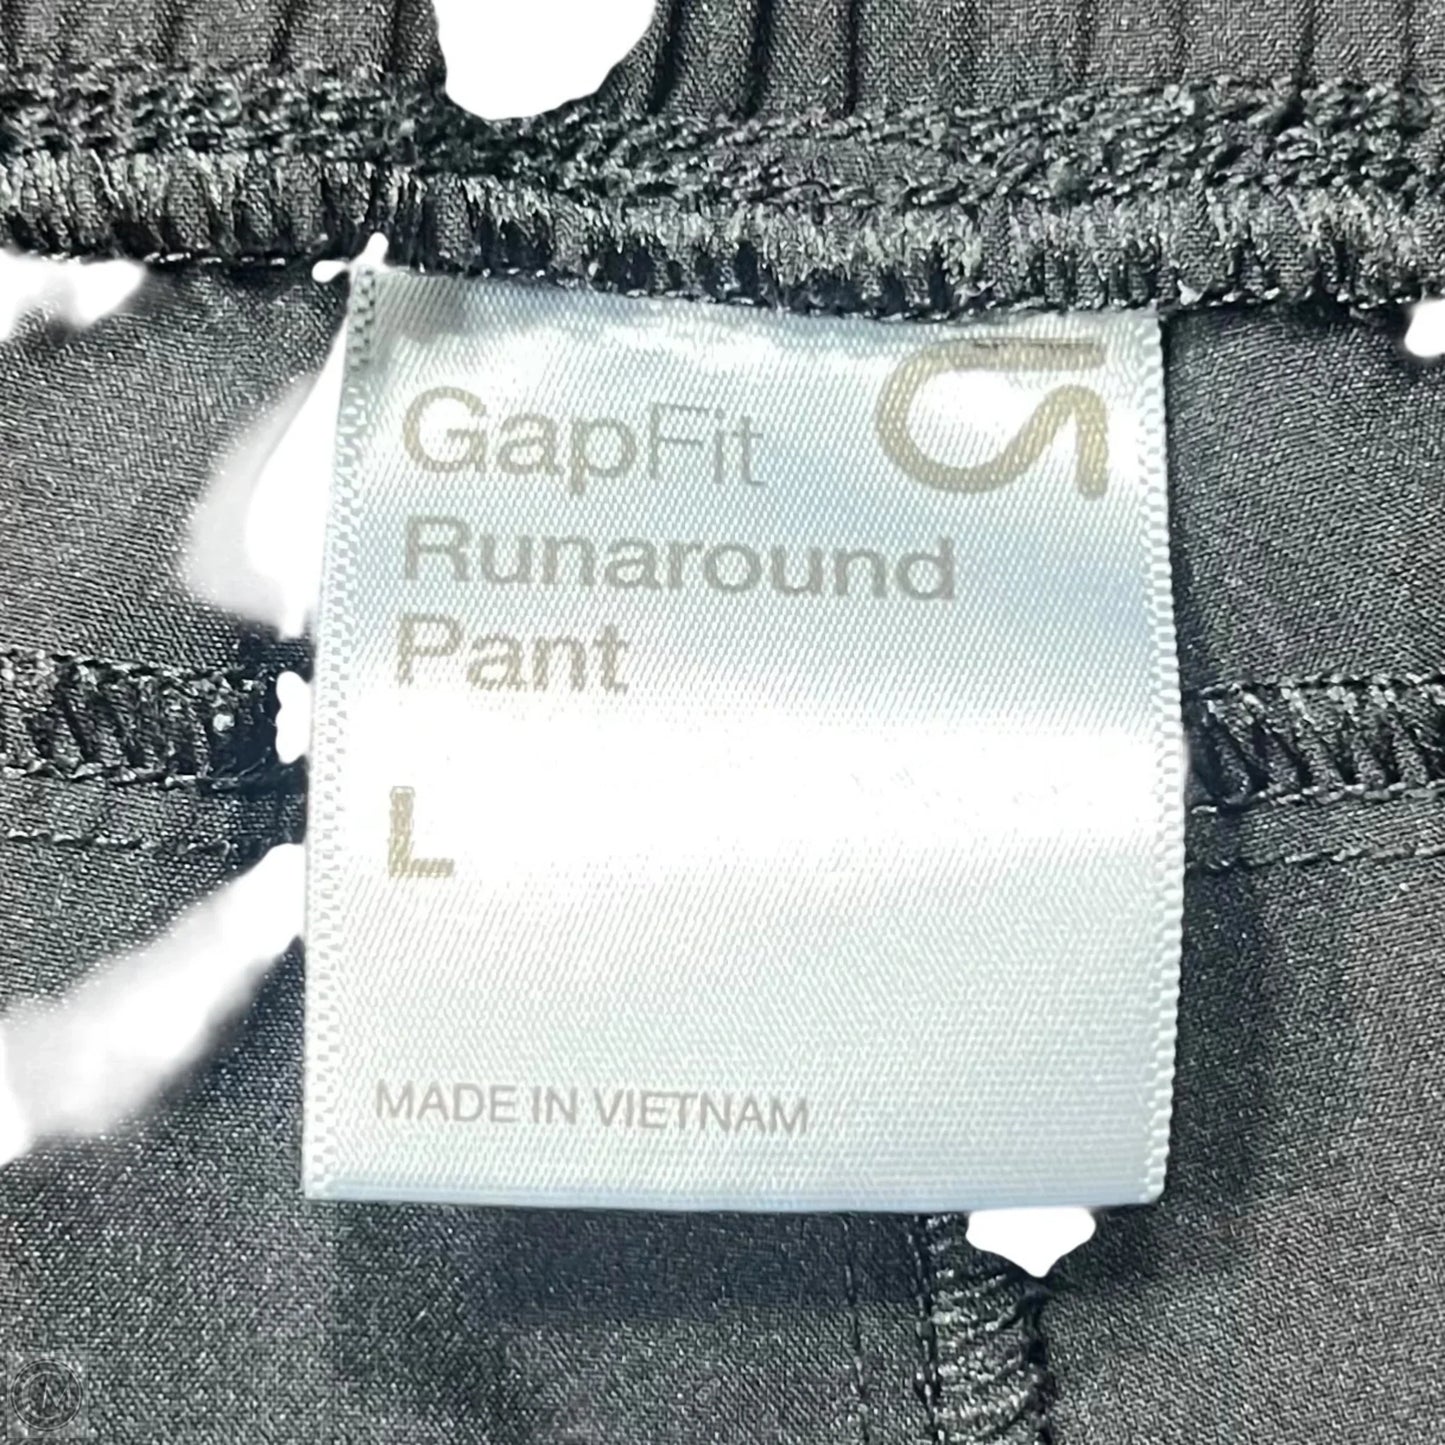 GapFit
Runaround
Pant
L
MADE IN VIETNAM